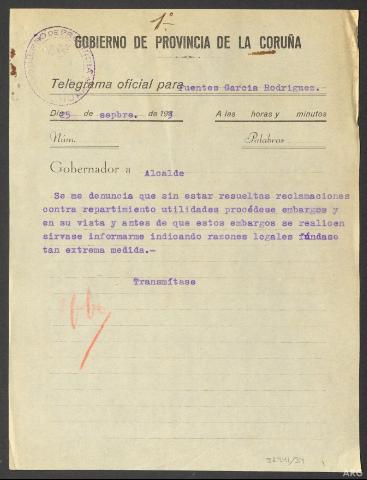 1º
GOBIERNO DE PROVINCIA DE LA CORUÑA
Telegrama oficial para Puentes Garcia Rodriguez.-
Día 25 de sepbre. de 193 A las horas y minutos
Núm. Palabras
Gobernador a Alcalde
Se me denuncia que sin estar resueltas reclamaciones
contra repartimiento utilidades procédese embargos y
en su vista y antes de que estos embargos se realicen
sirvase informarme indicando razones legales fúndase
tan extrema medida.-
Transmítase